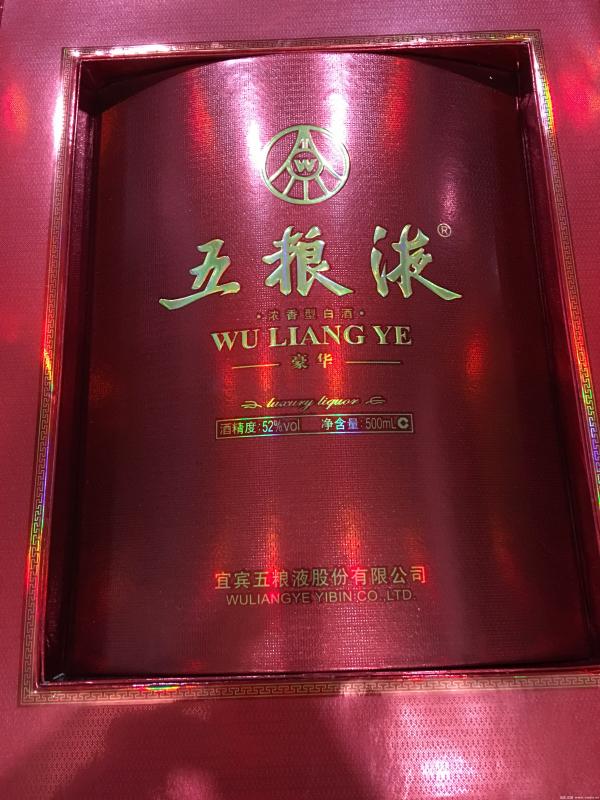 W
五粮液®
·浓香型白酒·
WU LIANG YE
豪华
luxury liquor
酒精度:52%vol 净含量:500mL C
宜宾五粮液股份有限公司
WULIANGYE YIBIN CO.,LTD.